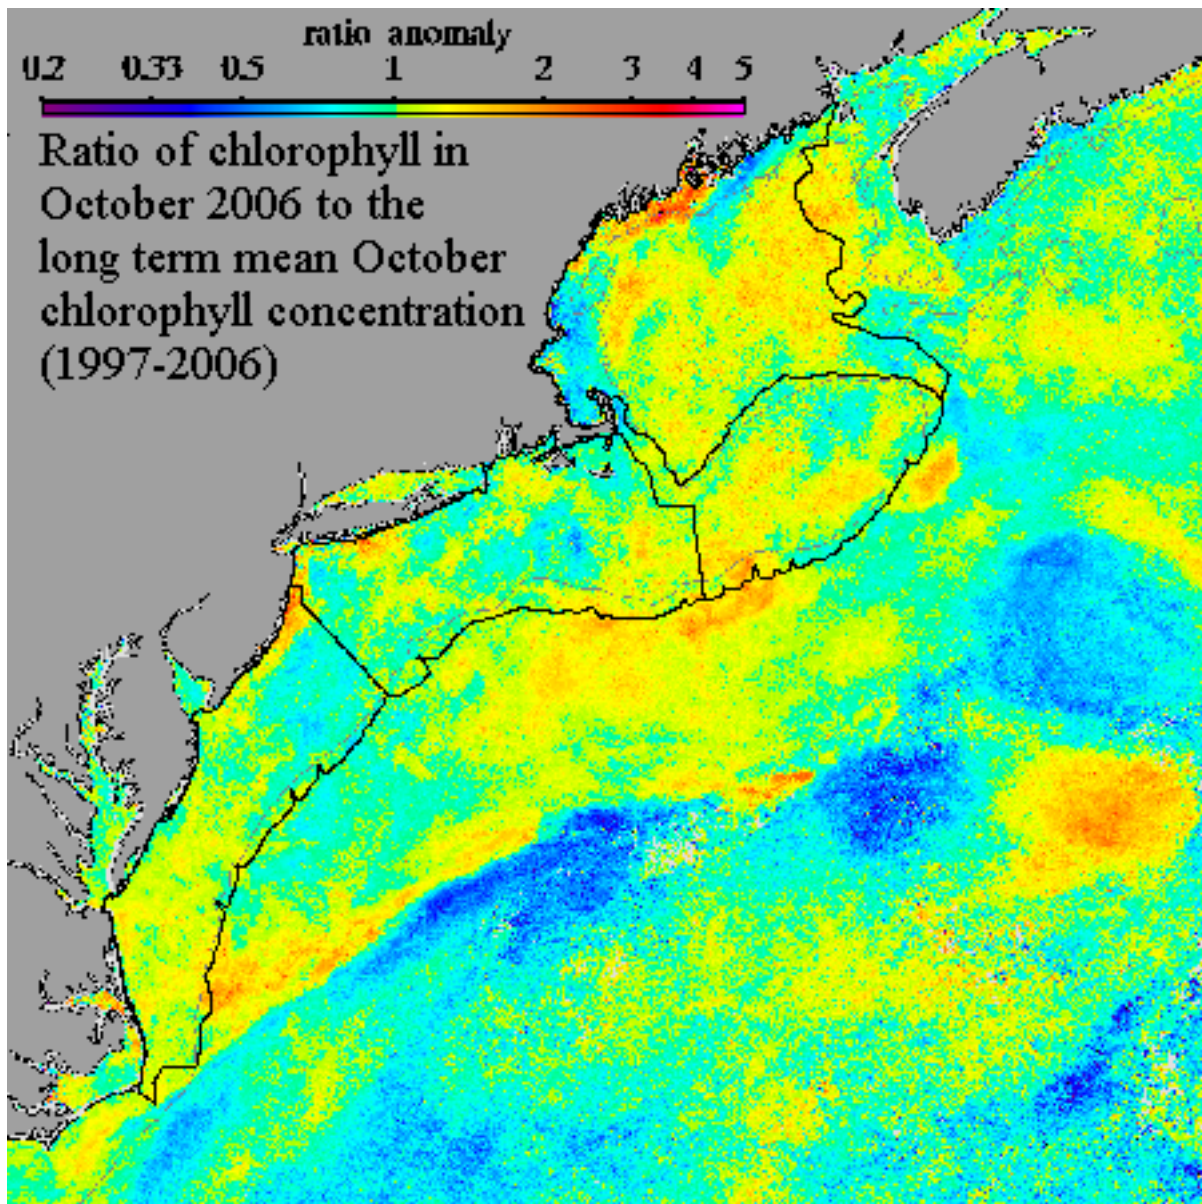 ratio anomaly
0.2 0.33 0.5 1 2 3 4 5
Ratio of chlorophyll in
October 2006 to the
long term mean October
chlorophyll concentration
(1997-2006)